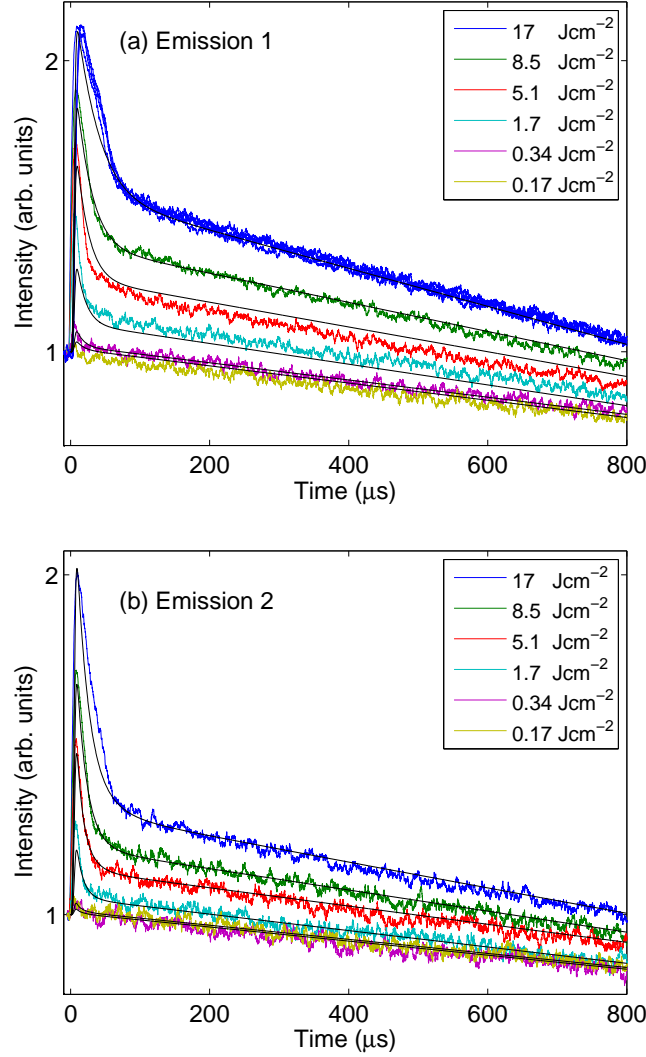 (a) Emission 1
17 Jcm−2
8.5 Jcm−2
5.1 Jcm−2
1.7 Jcm−2
0.34 Jcm−2
0.17 Jcm−2
2
1
Intensity (arb. units)
0 200 400 600 800
Time (μs)
(b) Emission 2
17 Jcm−2
8.5 Jcm−2
5.1 Jcm−2
1.7 Jcm−2
0.34 Jcm−2
0.17 Jcm−2
2
1
Intensity (arb. units)
0 200 400 600 800
Time (μs)